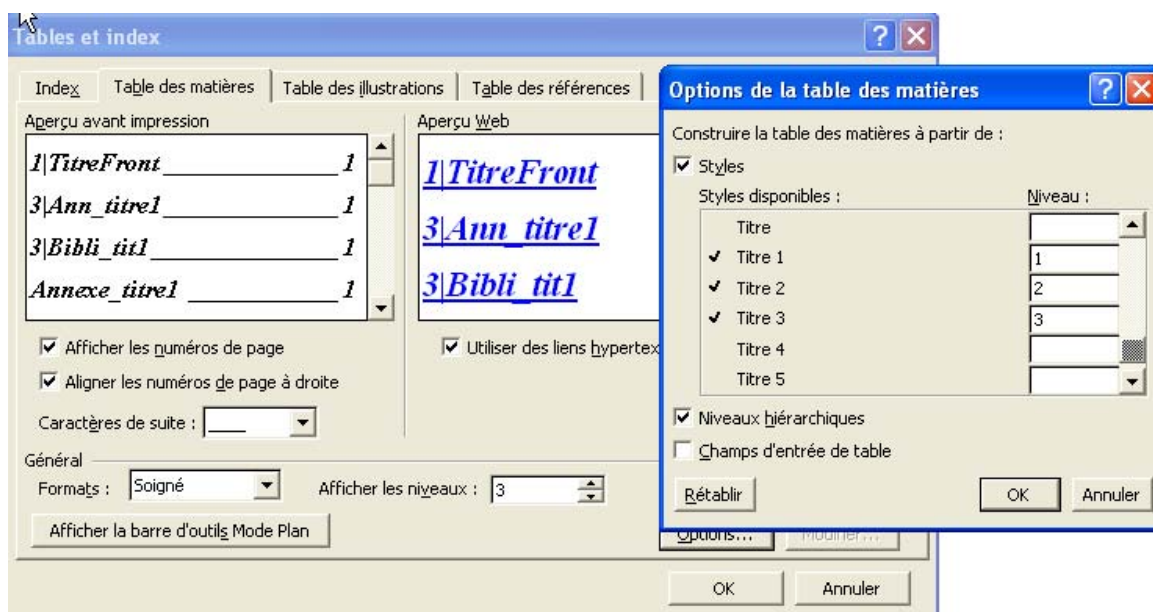 Tables et index
Index Table des matières Table des illustrations Table des références
Aperçu avant impression
1|TitreFront 1
3|Ann_titre1 1
3|Bibli_tit1 1
Annexe_titre1 1
Aperçu Web
1|TitreFront
3|Ann_titre1
3|Bibli_tit1
Afficher les numéros de page
Aligner les numéros de page à droite
Caractères de suite :
Utiliser des liens hypertex
Général
Formats : Soigné Afficher les niveaux : 3
Afficher la barre d'outils Mode Plan
Options... Modifier...
OK Annuler
Options de la table des matières
Construire la table des matières à partir de :
Styles
Styles disponibles : Niveau :
Titre
Titre 1 1
Titre 2 2
Titre 3 3
Titre 4
Titre 5
Niveaux hiérarchiques
Champs d'entrée de table
Rétablir OK Annuler